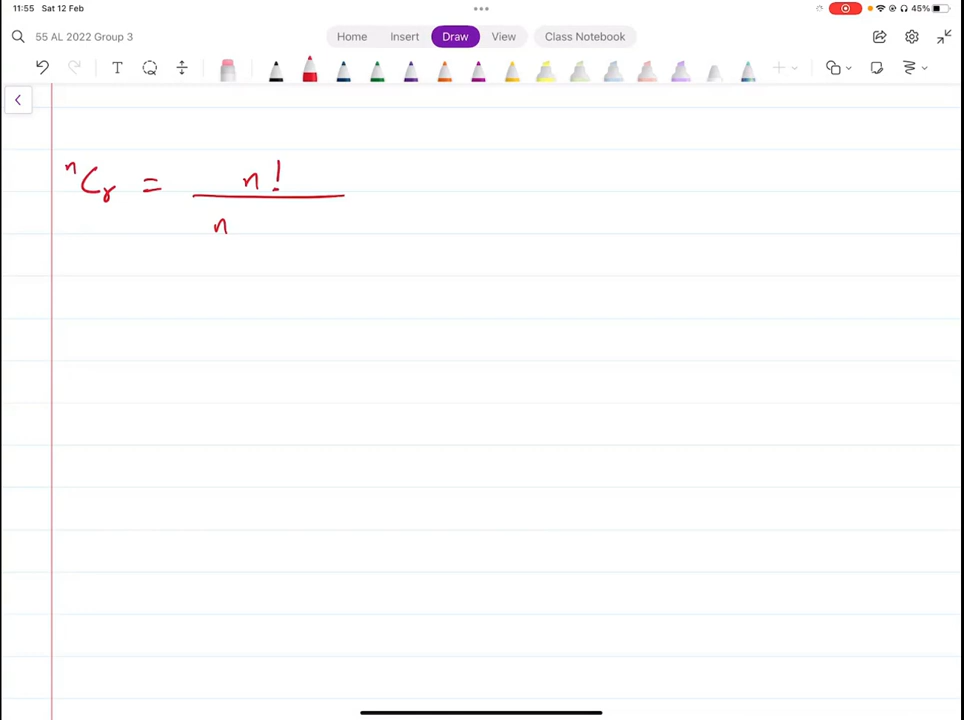 11:55 Sat 12 Feb
45%
55 AL 2022 Group 3
Home Insert Draw View Class Notebook
T
ⁿCᵣ = n!
n